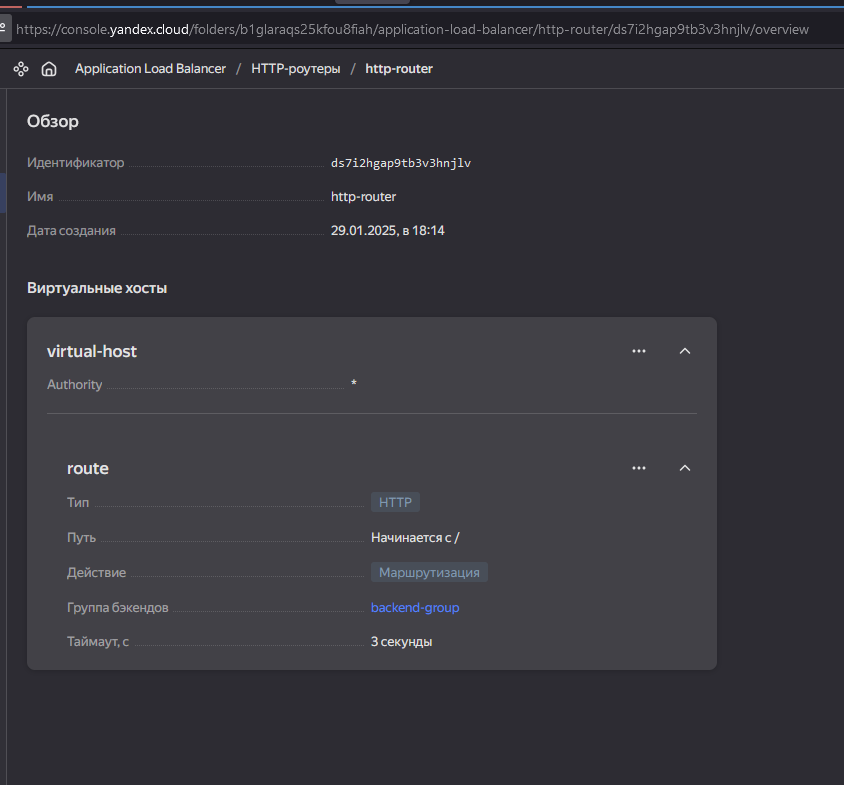 https://console.yandex.cloud/folders/b1glaraqs25kfou8fiah/application-load-balancer/http-router/ds7i2hgap9tb3v3hnjlv/overview
Application Load Balancer / HTTP-роутеры / http-router
Обзор
Идентификатор ds7i2hgap9tb3v3hnjlv
Имя http-router
Дата создания 29.01.2025, в 18:14
Виртуальные хосты
virtual-host
Authority *
route
Тип HTTP
Путь Начинается с /
Действие Маршрутизация
Группа бэкендов backend-group
Таймаут, с 3 секунды